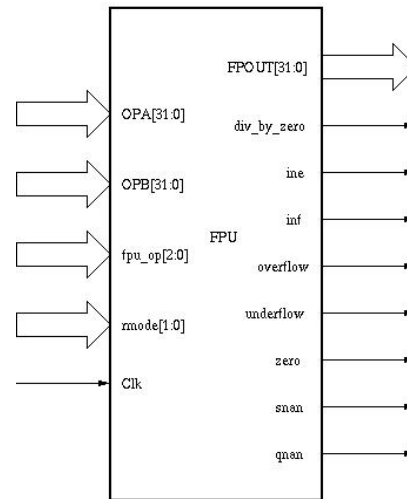 FPOUT[31:0]
OPA[31:0]
div_by_zero
ine
OPB[31:0]
inf
FPU
fpu_op[2:0]
overflow
underflow
rmode[1:0]
zero
Clk
snan
qnan